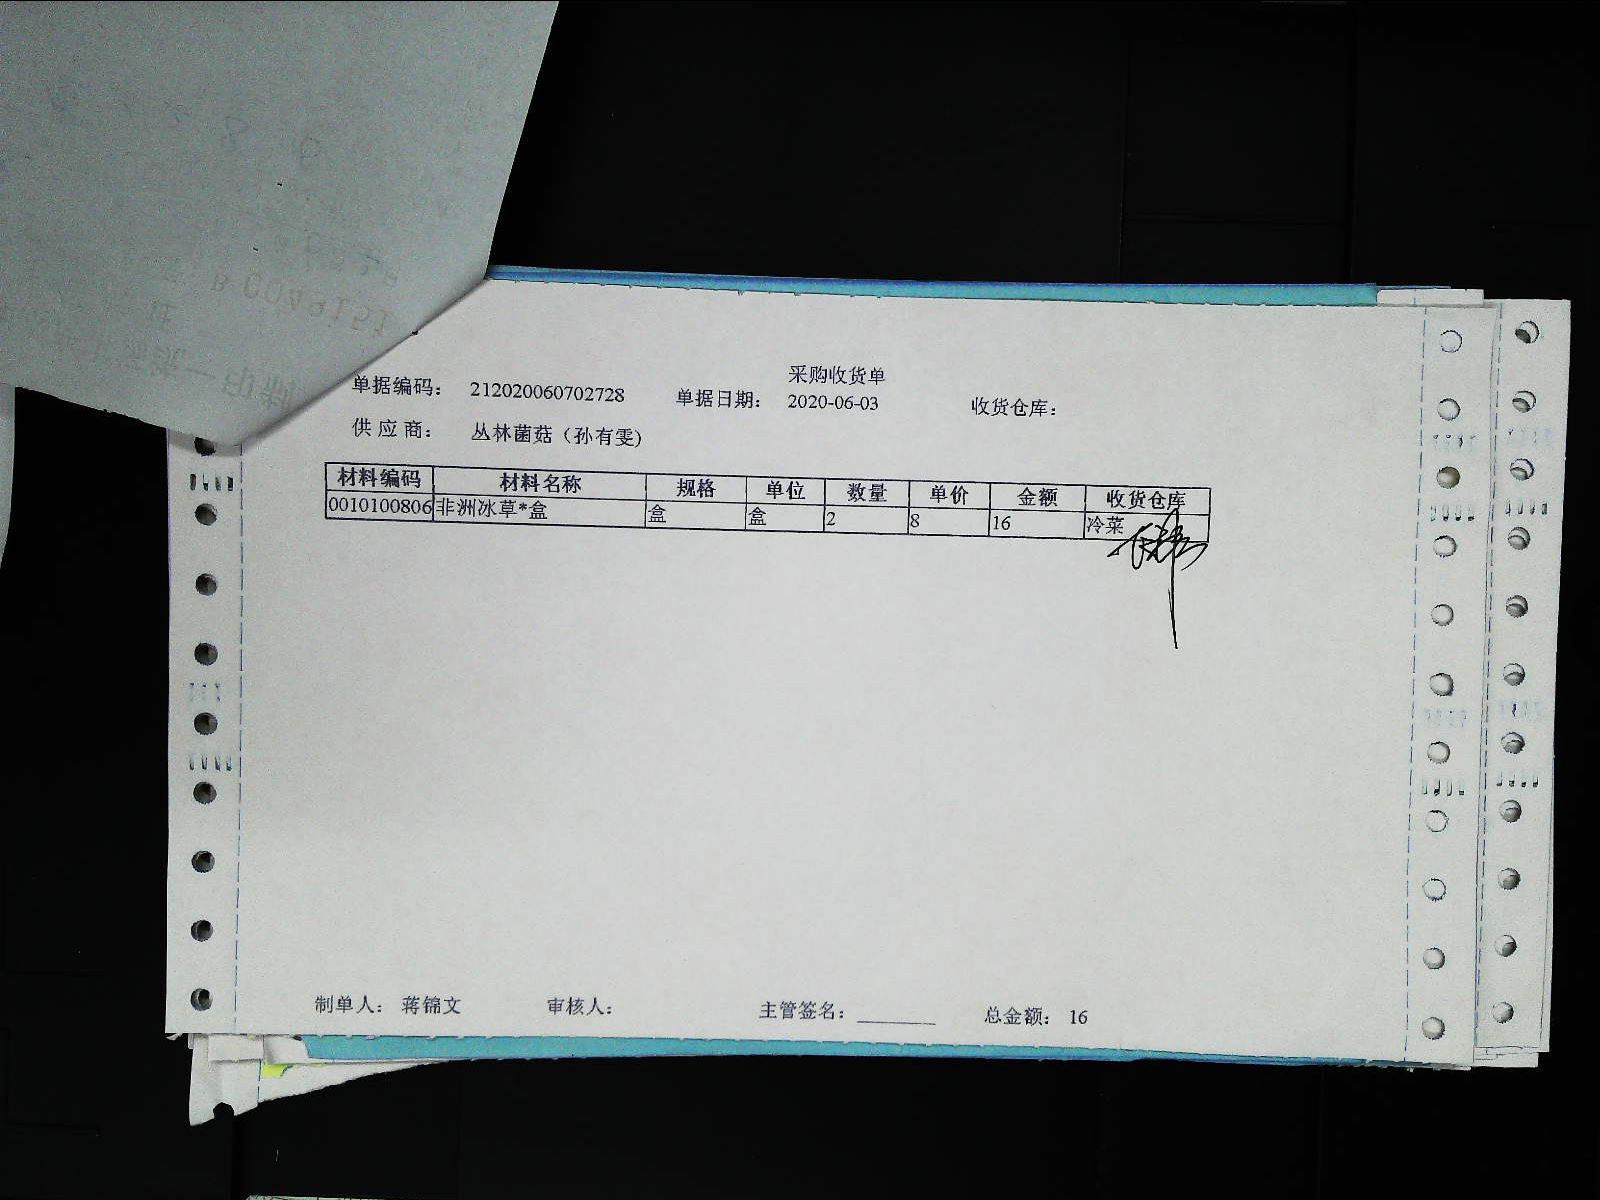 采购收货单
单据编码： 212020060702728 单据日期： 2020-06-03 收货仓库：
供应商： 丛林菌菇（孙有雯)
材料编码 材料名称 规格 单位 数量 单价 金额 收货仓库
0010100806 非洲冰草*盒 盒 盒 2 8 16 冷菜
制单人： 蒋锦文 审核人： 主管签名：________ 总金额： 16